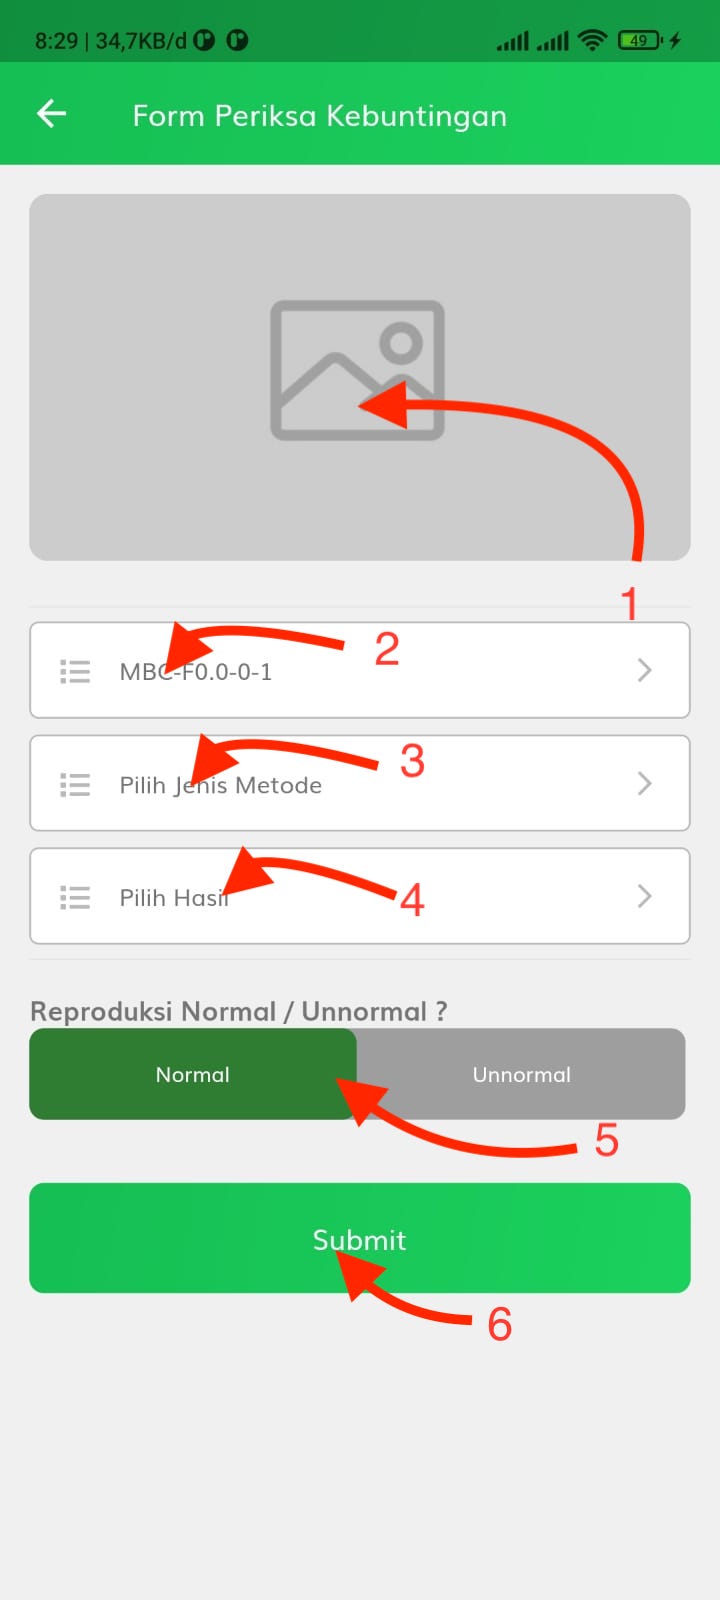 8:29 | 34,7KB/d
49
Form Periksa Kebuntingan
1
2
MBC-F0.0-0-1
3
Pilih Jenis Metode
4
Pilih Hasil
Reproduksi Normal / Unnormal ?
Normal
Unnormal
5
Submit
6